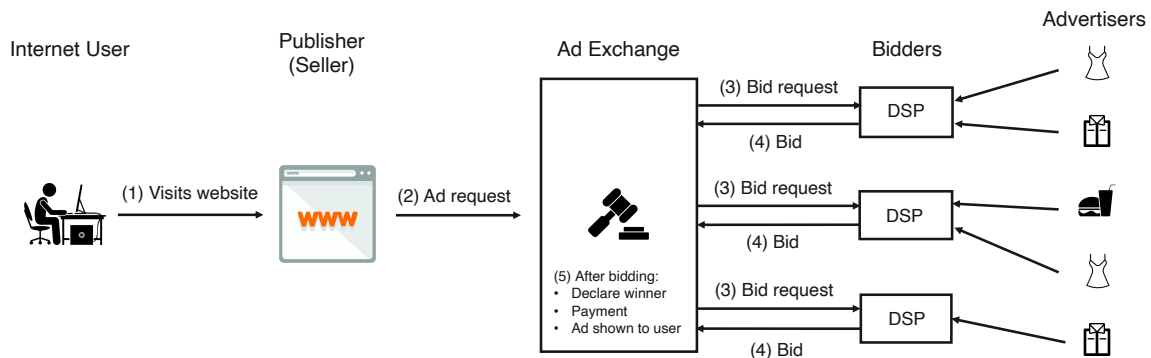 Internet User
Publisher
(Seller)
Ad Exchange
Bidders
Advertisers
(1) Visits website
www
www
(2) Ad request
(3) Bid request
(4) Bid
DSP
(3) Bid request
(4) Bid
DSP
(5) After bidding:
• Declare winner
• Payment
• Ad shown to user
(3) Bid request
(4) Bid
DSP